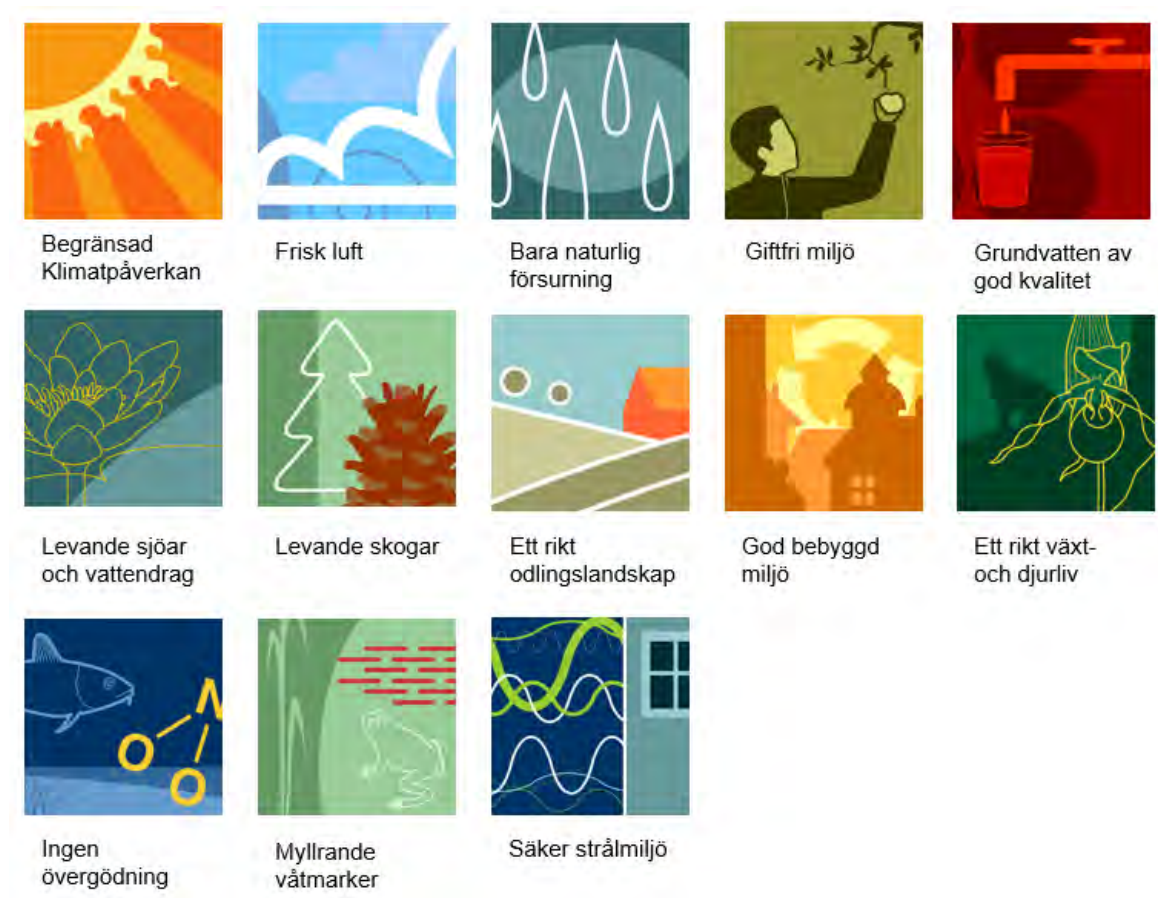 Begränsad
Klimatpåverkan
Frisk luft
Bara naturlig
försurning
Giftfri miljö
Grundvatten av
god kvalitet
Levande sjöar
och vattendrag
Levande skogar
Ett rikt
odlingslandskap
God bebyggd
miljö
Ett rikt växt-
och djurliv
N
O
O
Ingen
övergödning
Myllrande
våtmarker
Säker strålmiljö